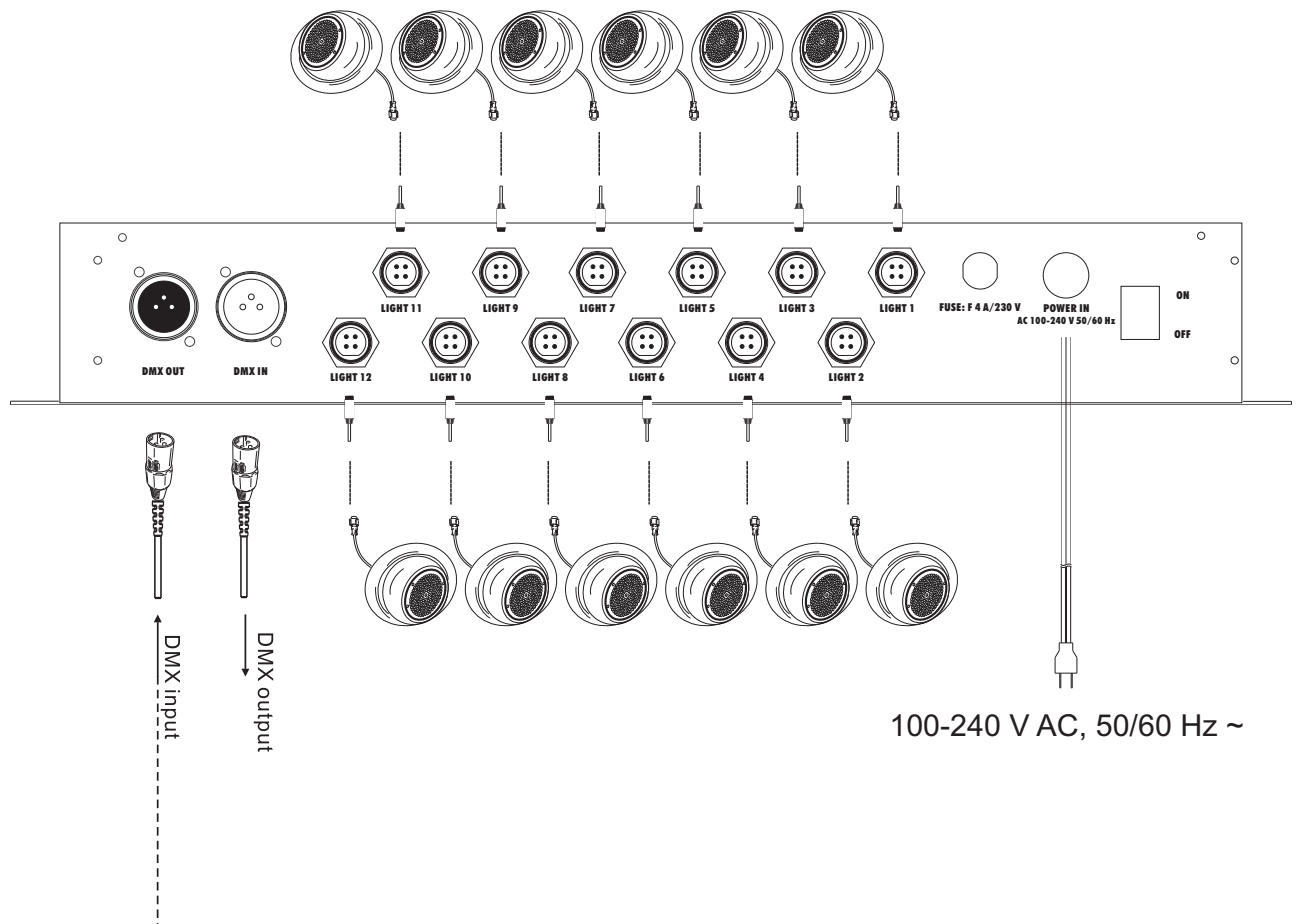 LIGHT 11
LIGHT 9
LIGHT 7
LIGHT 5
LIGHT 3
LIGHT 1
FUSE: F 4 A/230 V
POWER IN
AC 100-240 V 50/60 Hz
ON
OFF
DMX OUT
DMX IN
LIGHT 12
LIGHT 10
LIGHT 8
LIGHT 6
LIGHT 4
LIGHT 2
DMX input
DMX output
100-240 V AC, 50/60 Hz ~